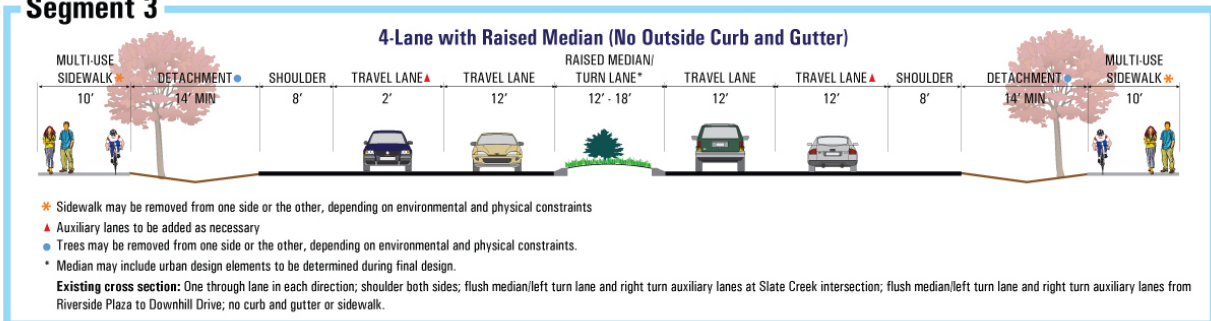 Segment 3
4-Lane with Raised Median (No Outside Curb and Gutter)
MULTI-USE SIDEWALK* DETACHMENT● SHOULDER TRAVEL LANE▲ TRAVEL LANE RAISED MEDIAN/ TURN LANE* TRAVEL LANE TRAVEL LANE▲ SHOULDER DETACHMENT● MULTI-USE SIDEWALK*
10' 14' MIN 8' 2' 12' 12' - 18' 12' 12' 8' 14' MIN 10'
* Sidewalk may be removed from one side or the other, depending on environmental and physical constraints
▲ Auxiliary lanes to be added as necessary
● Trees may be removed from one side or the other, depending on environmental and physical constraints.
* Median may include urban design elements to be determined during final design.
Existing cross section: One through lane in each direction; shoulder both sides; flush median/left turn lane and right turn auxiliary lanes at Slate Creek intersection; flush median/left turn lane and right turn auxiliary lanes from
Riverside Plaza to Downhill Drive; no curb and gutter or sidewalk.